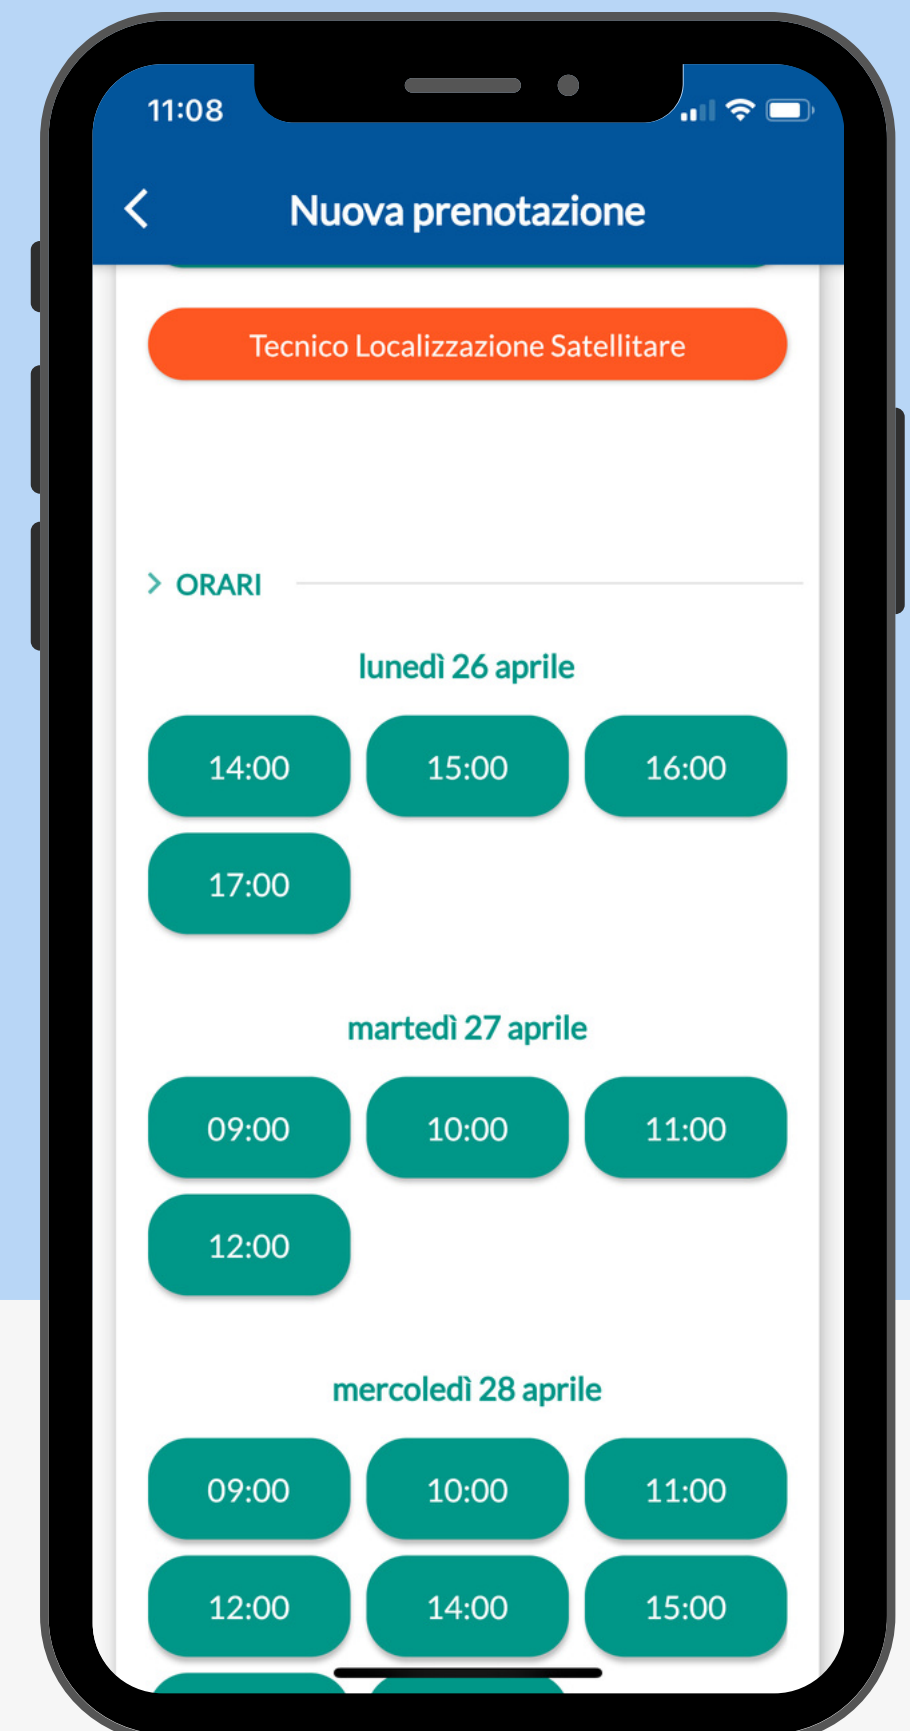 11:08
Nuova prenotazione
Tecnico Localizzazione Satellitare
ORARI
lunedì 26 aprile
14:00 15:00 16:00
17:00
martedì 27 aprile
09:00 10:00 11:00
12:00
mercoledì 28 aprile
09:00 10:00 11:00
12:00 14:00 15:00